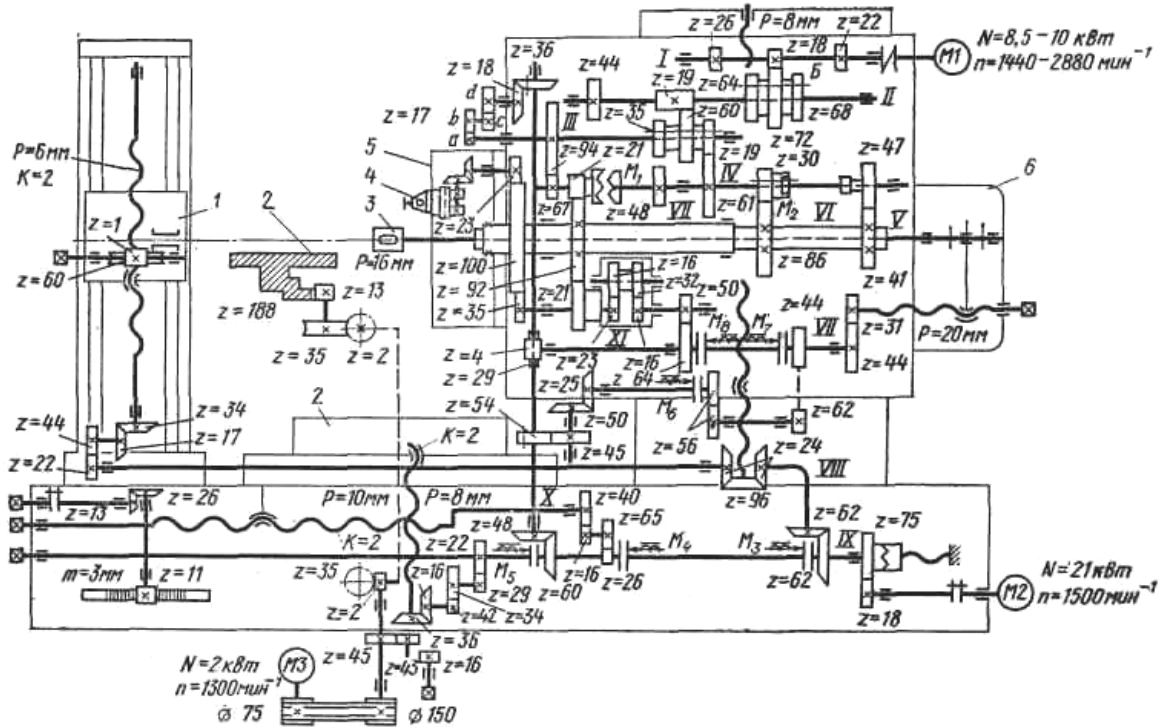 z=26
P=8мм
z=22
N=8,5-10 кВт
n=1440-2880 мин⁻¹
M1
z=36
z=18
z=44
I
z=18
Б
z=19
z=64
z=60
z=68
II
d
b
c
a
z=17
III
z=35
z=72
z=47
P=6мм
K=2
5
4
3
z=94
z=21
z=19
z=30
M₁
IV
M₂
6
1
2
z=1
z=23
z=67
z=48
VII
z=61
VI
V
P=16мм
z=60
z=100
z=86
z=16
z=92
z=32
z=41
z=13
z=21
z=50
z=188
z=35
z=44
XI
M₈
M₇
VII
z=31
P=20мм
z=35
z=2
z=4
z=23
z=16
z=44
z=29
z=25
z=64
M₆
z=62
z=54
z=50
z=34
2
z=56
z=24
z=44
z=17
K=2
z=45
z=22
VIII
z=96
z=26
P=10мм
P=8мм
X
z=40
z=62
z=13
z=48
z=65
z=75
K=2
z=22
M₄
M₃
IX
z=35
M₅
z=16
z=26
z=62
N=21кВт
n=1500мин⁻¹
M2
m=3мм
z=11
z=16
z=29
z=60
z=2
z=42
z=34
z=18
z=36
z=45
z=45
z=16
N=2кВт
n=1300мин⁻¹
M3
ø 75
ø150